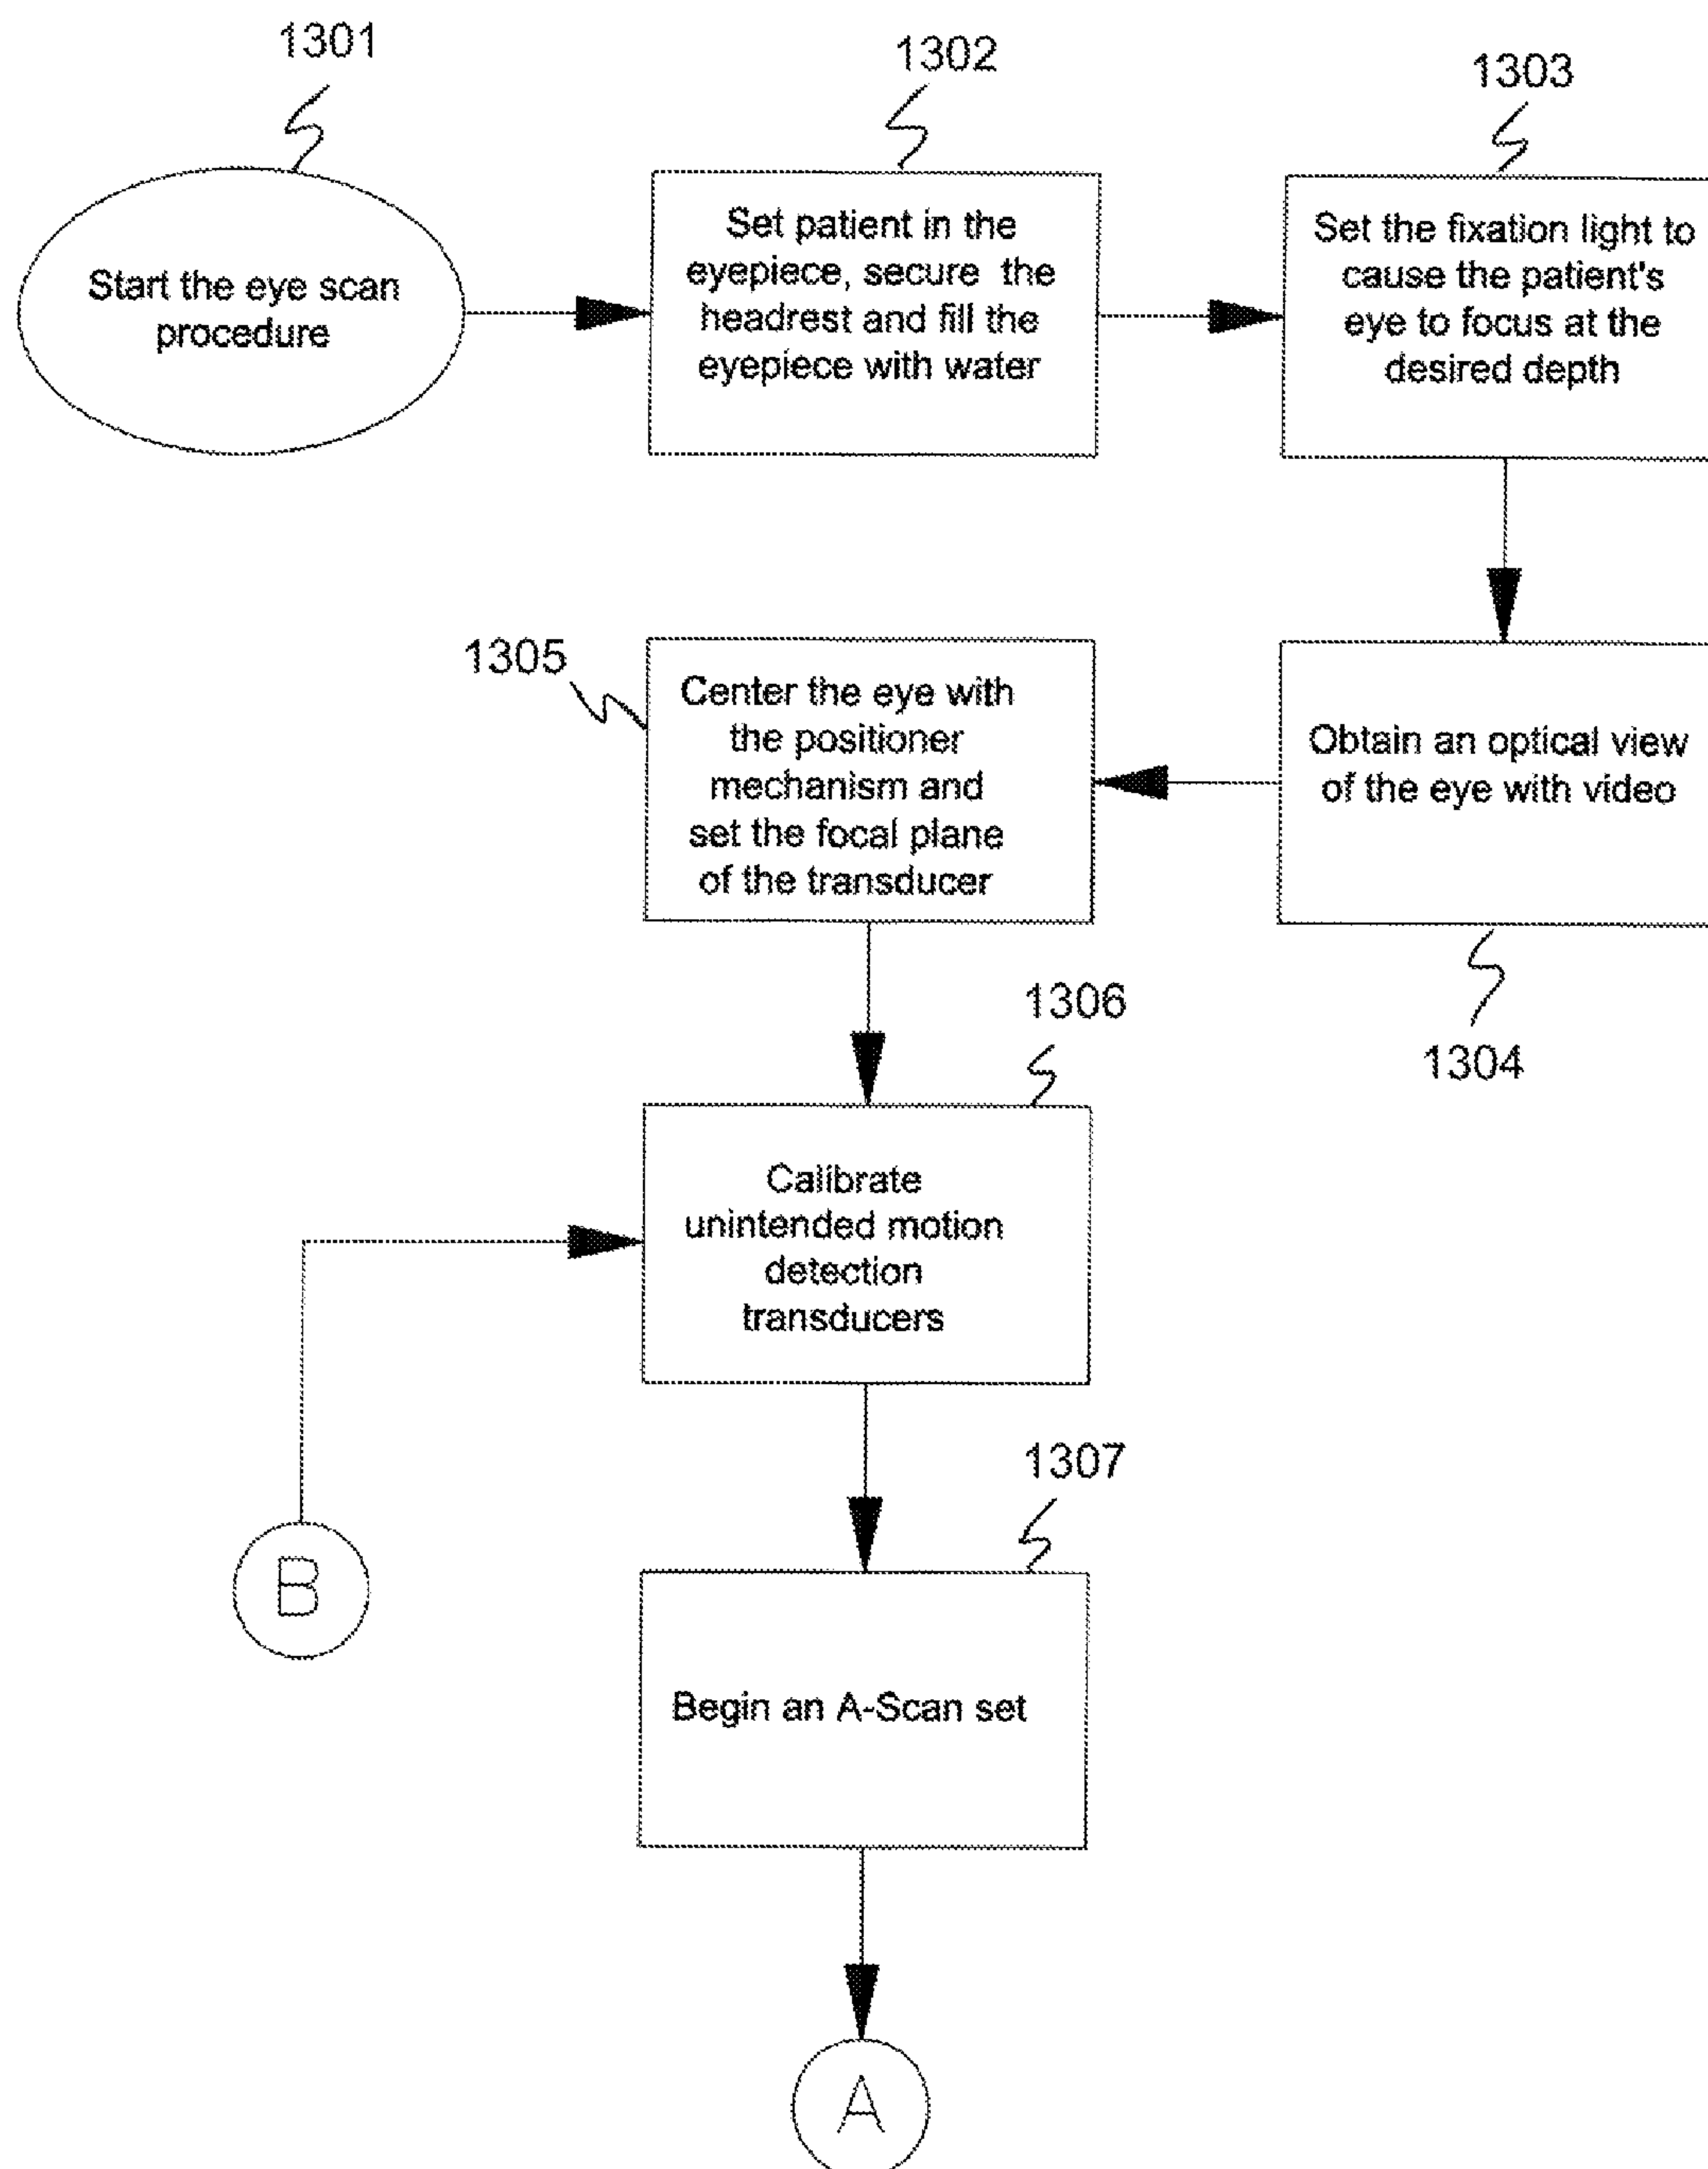 1301
Start the eye scan
procedure
1302
Set patient in the
eyepiece, secure the
headrest and fill the
eyepiece with water
1303
Set the fixation light to
cause the patient's
eye to focus at the
desired depth
Obtain an optical view
of the eye with video
1304
1305
Center the eye with
the positioner
mechanism and
set the focal plane
of the transducer
1306
Calibrate
unintended motion
detection
transducers
B
1307
Begin an A-Scan set
A